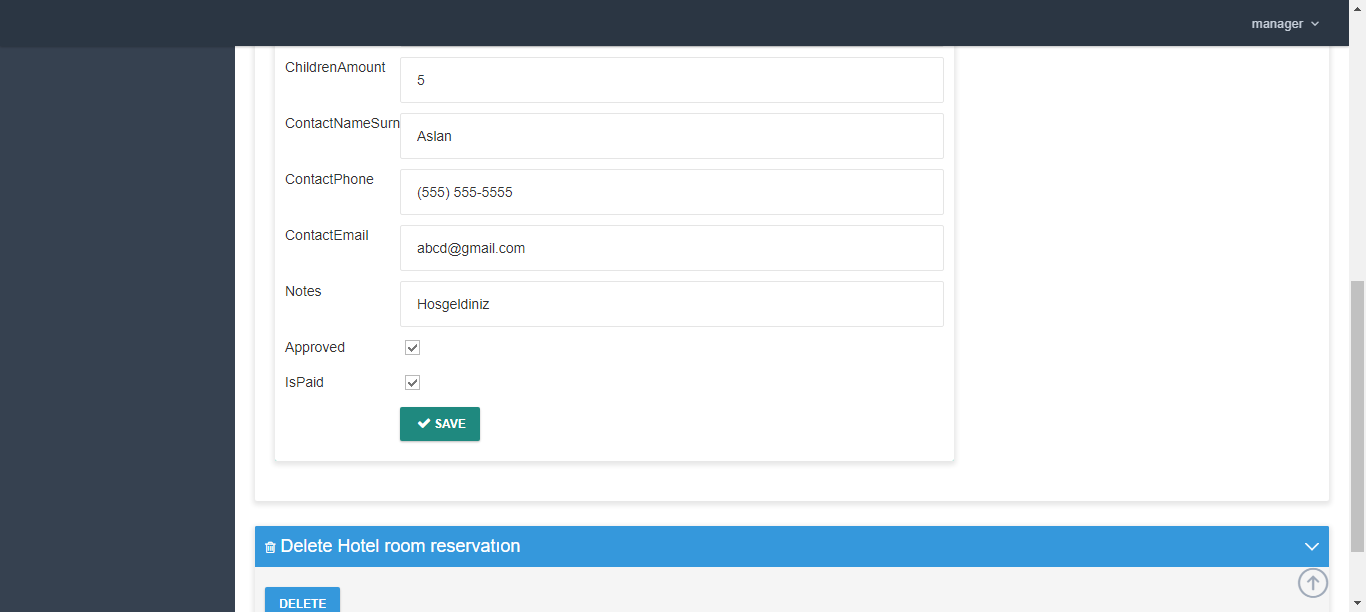 manager
ChildrenAmount
5
ContactNameSurn
Aslan
ContactPhone
(555) 555-5555
ContactEmail
abcd@gmail.com
Notes
Hosgeldiniz
Approved
IsPaid
SAVE
Delete Hotel room reservatıon
DELETE